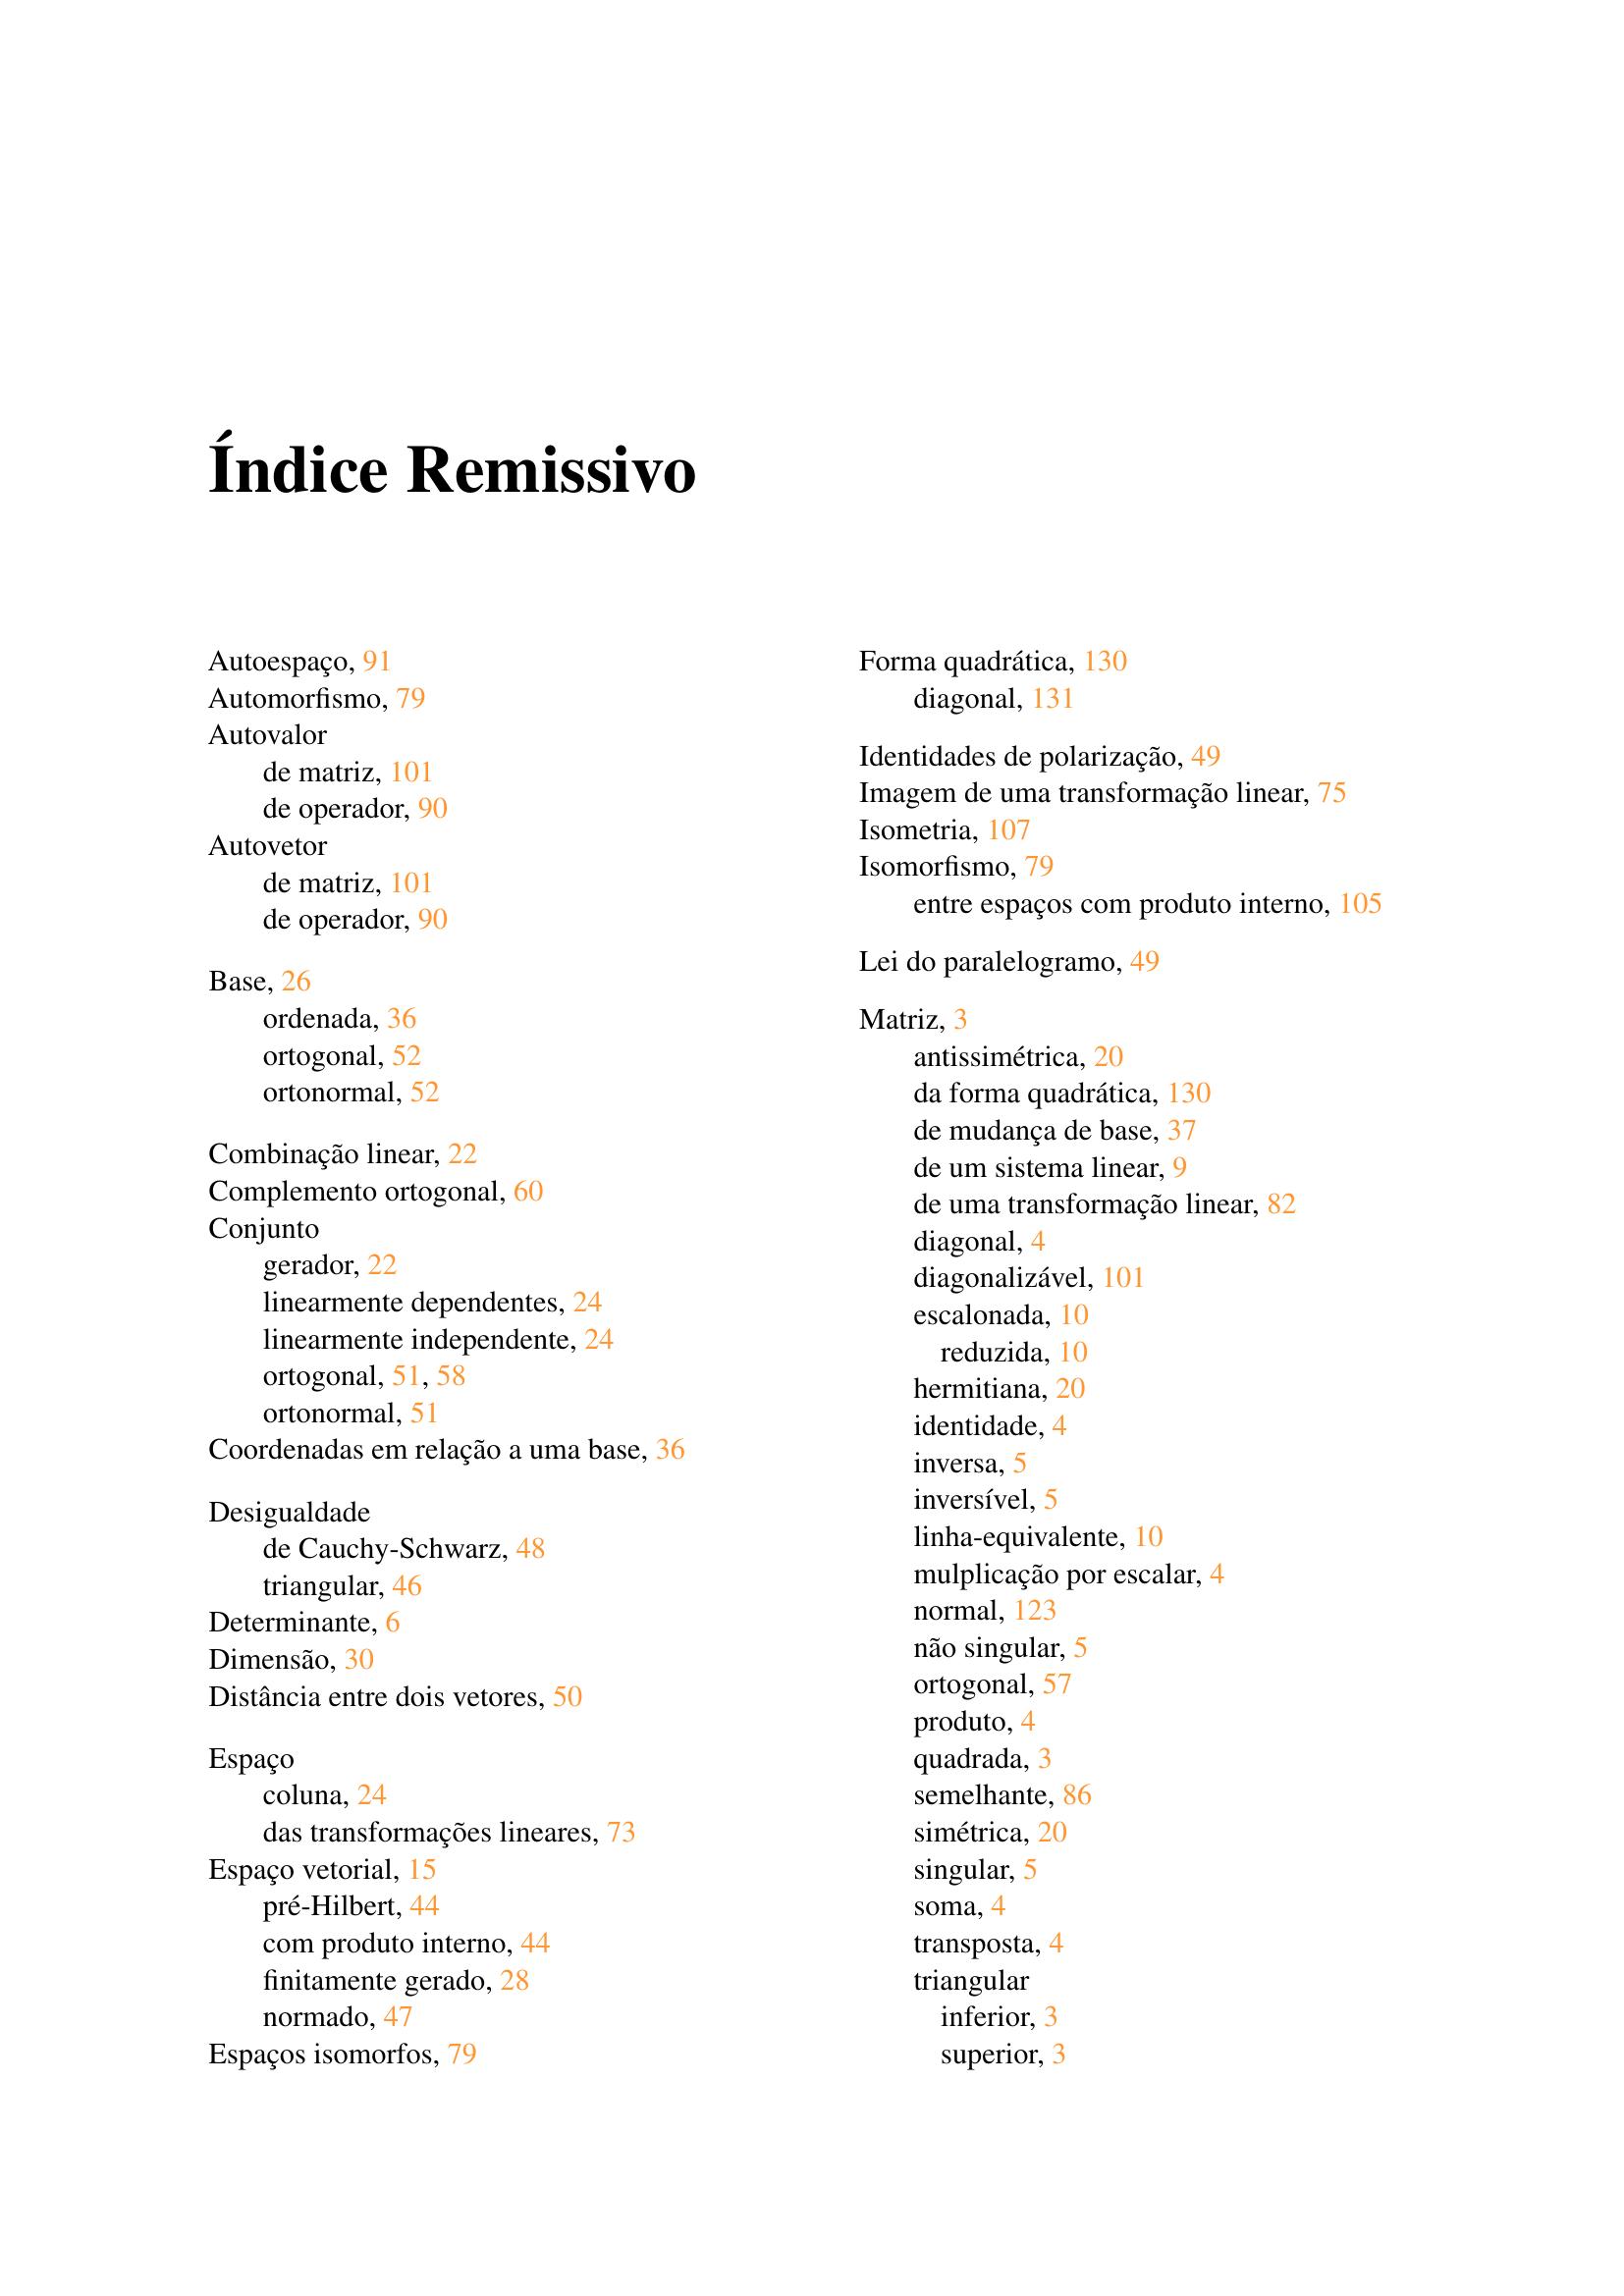 Índice Remissivo
Autoespaço, 91
Automorfismo, 79
Autovalor
de matriz, 101
de operador, 90
Autovetor
de matriz, 101
de operador, 90
Base, 26
ordenada, 36
ortogonal, 52
ortonormal, 52
Combinação linear, 22
Complemento ortogonal, 60
Conjunto
gerador, 22
linearmente dependentes, 24
linearmente independente, 24
ortogonal, 51, 58
ortonormal, 51
Coordenadas em relação a uma base, 36
Desigualdade
de Cauchy-Schwarz, 48
triangular, 46
Determinante, 6
Dimensão, 30
Distância entre dois vetores, 50
Espaço
coluna, 24
das transformações lineares, 73
Espaço vetorial, 15
pré-Hilbert, 44
com produto interno, 44
finitamente gerado, 28
normado, 47
Espaços isomorfos, 79
Forma quadrática, 130
diagonal, 131
Identidades de polarização, 49
Imagem de uma transformação linear, 75
Isometria, 107
Isomorfismo, 79
entre espaços com produto interno, 105
Lei do paralelogramo, 49
Matriz, 3
antissimétrica, 20
da forma quadrática, 130
de mudança de base, 37
de um sistema linear, 9
de uma transformação linear, 82
diagonal, 4
diagonalizável, 101
escalonada, 10
reduzida, 10
hermitiana, 20
identidade, 4
inversa, 5
inversível, 5
linha-equivalente, 10
mulplicação por escalar, 4
normal, 123
não singular, 5
ortogonal, 57
produto, 4
quadrada, 3
semelhante, 86
simétrica, 20
singular, 5
soma, 4
transposta, 4
triangular
inferior, 3
superior, 3